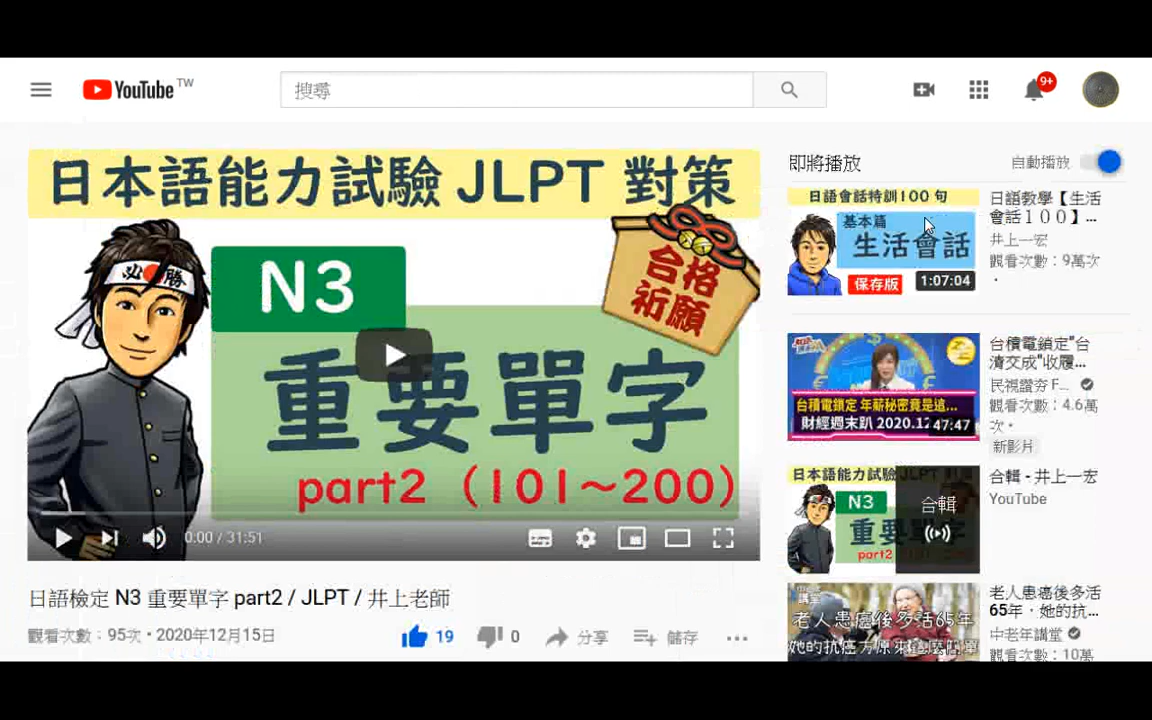 YouTube TW
搜尋
9+
日本語能力試驗 JLPT 對策
必勝
N3
合格
祈願
重要單字
part2（101～200）
0:00 / 31:51
日語檢定 N3 重要單字 part2 / JLPT / 井上老師
觀看次數：95次 • 2020年12月15日
19
0
分享
儲存
即將播放
自動播放
日語會話特訓100句
基本篇
生活會話
保存版
1:07:04
日語教學【生活
會話１００】...
井上一宏
觀看次數：9萬次
台積電鎖定 年薪秘密竟是這...
財經週末趴 2020.12
47:47
台積電鎖定"台
清交成"收履...
民視讚夯 F...
觀看次數：4.6萬
次 •
新影片
日本語能力試驗 JLPT
N3
重要
part2
合輯
合輯 - 井上一宏
YouTube
講堂
老人患癌後多活65年
老人患癌後多活
65年，她的抗...
中老年講堂
觀看次數：10萬